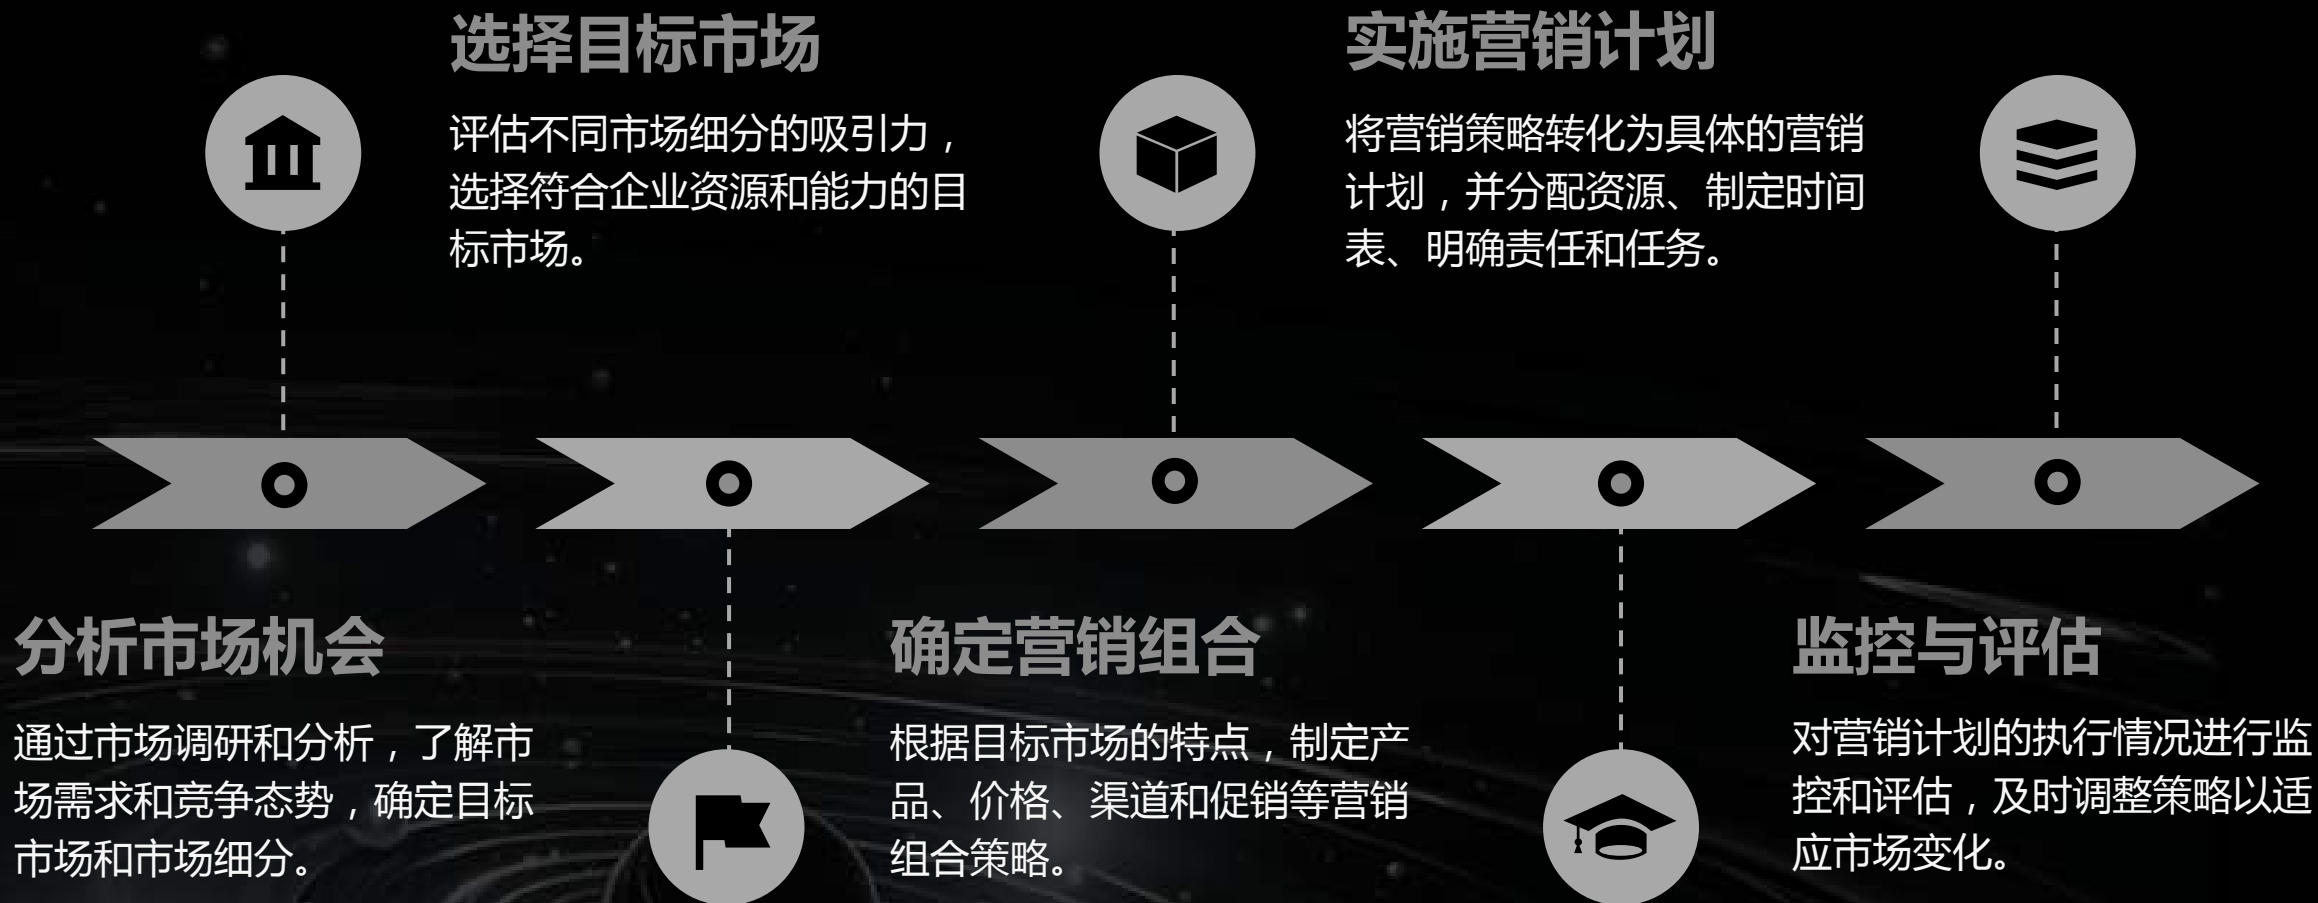 选择目标市场
评估不同市场细分的吸引力，
选择符合企业资源和能力的目
标市场。
实施营销计划
将营销策略转化为具体的营销
计划，并分配资源、制定时间
表、明确责任和任务。
分析市场机会
通过市场调研和分析，了解市
场需求和竞争态势，确定目标
市场和市场细分。
确定营销组合
根据目标市场的特点，制定产
品、价格、渠道和促销等营销
组合策略。
监控与评估
对营销计划的执行情况进行监
控和评估，及时调整策略以适
应市场变化。